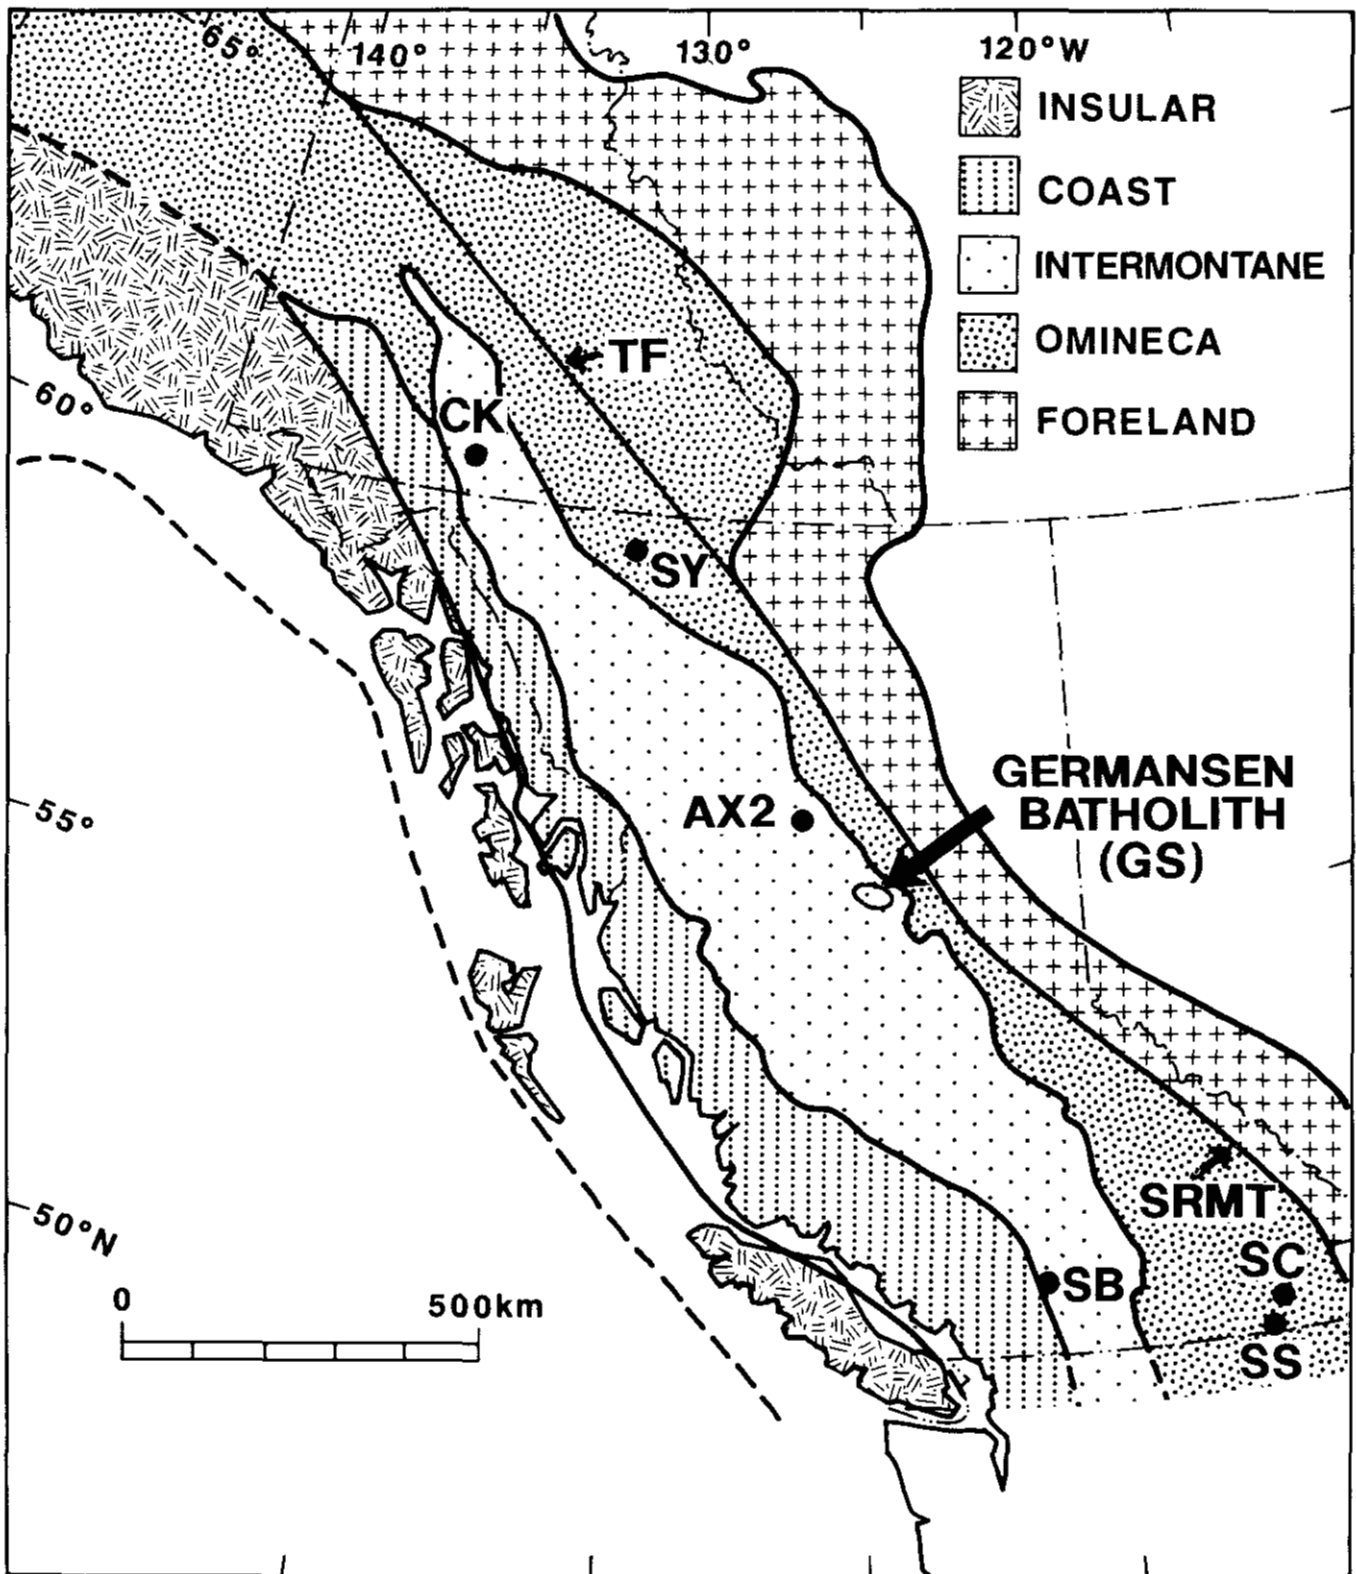 65°
140°
130°
120°W
INSULAR
COAST
INTERMONTANE
OMINECA
FORELAND
TF
60°
CK
SY
GERMANSEN
BATHOLITH
(GS)
AX2
55°
SRMT
50°N
SC
SB
0
500km
SS